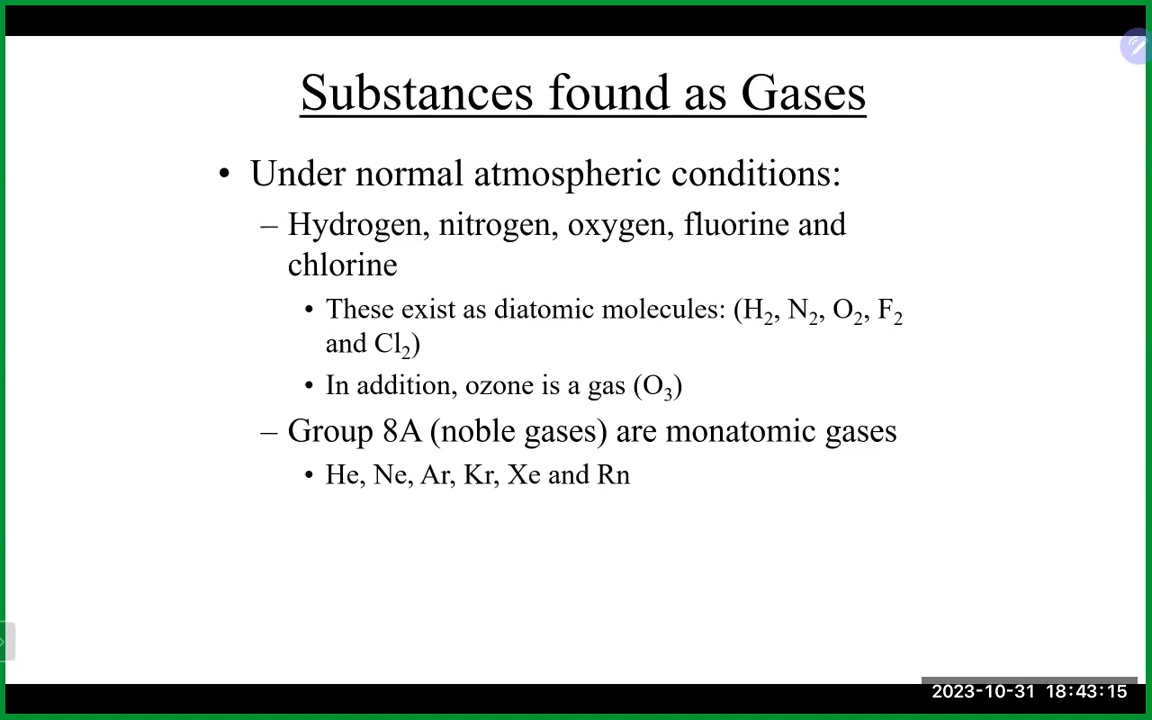 Substances found as Gases
• Under normal atmospheric conditions:
– Hydrogen, nitrogen, oxygen, fluorine and
chlorine
• These exist as diatomic molecules: (H₂, N₂, O₂, F₂
and Cl₂)
• In addition, ozone is a gas (O₃)
– Group 8A (noble gases) are monatomic gases
• He, Ne, Ar, Kr, Xe and Rn
2023-10-31 18:43:15